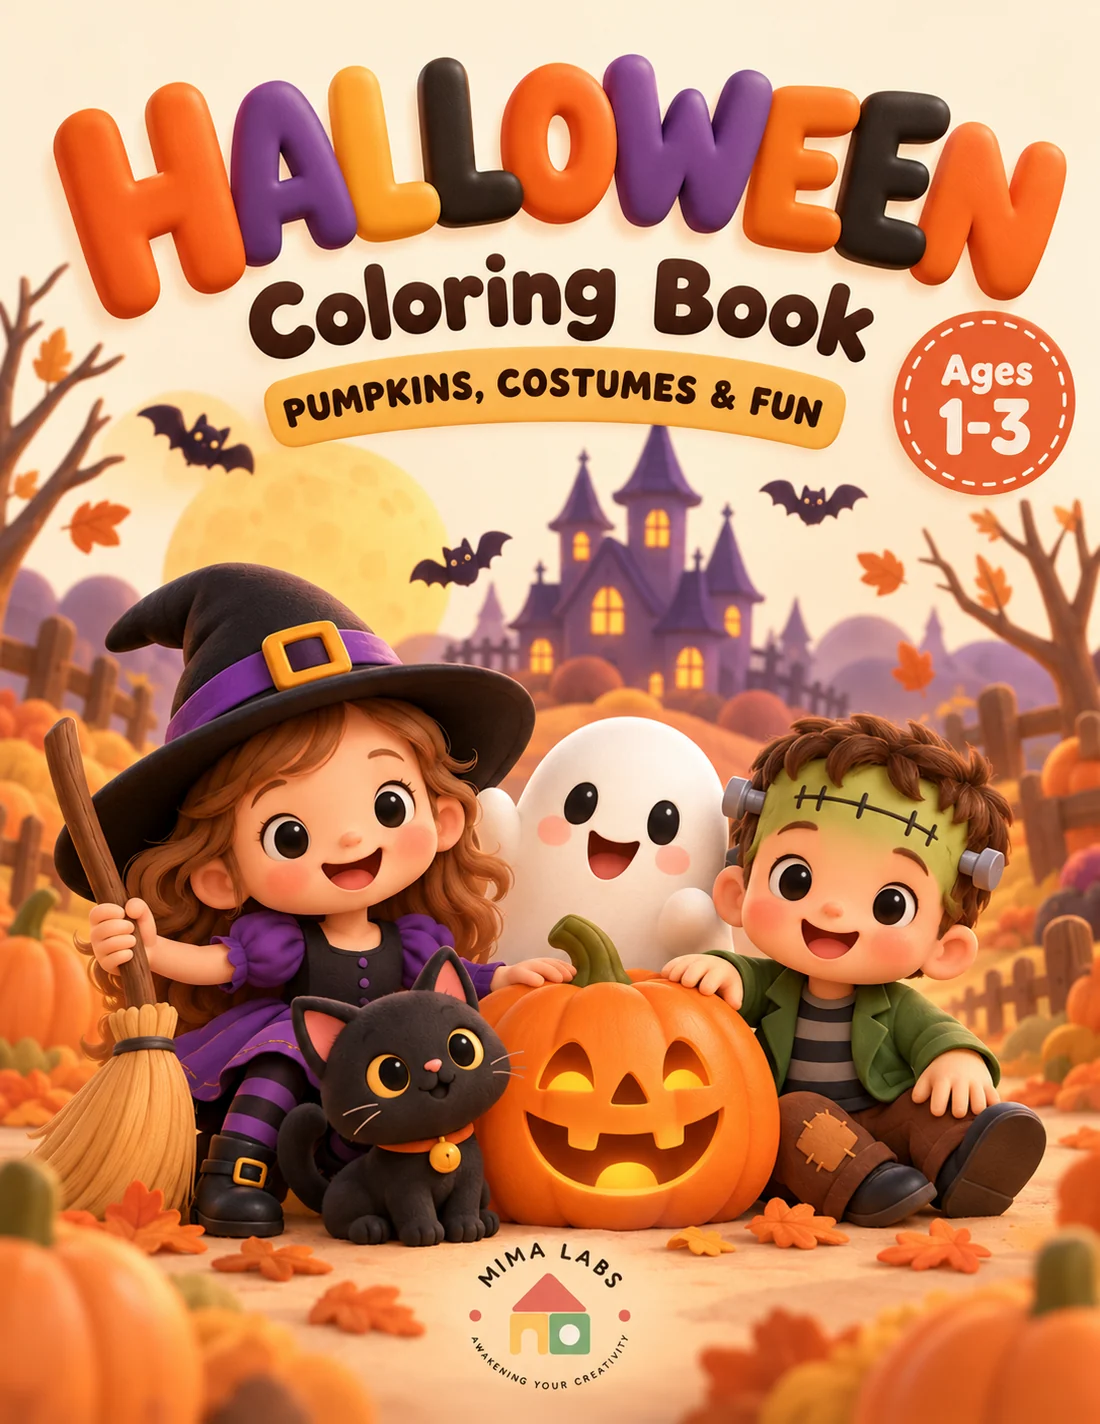 HALLOWEEN
Coloring Book
PUMPKINS, COSTUMES & FUN
Ages
1-3
MIMA LABS
AWAKENING YOUR CREATIVITY